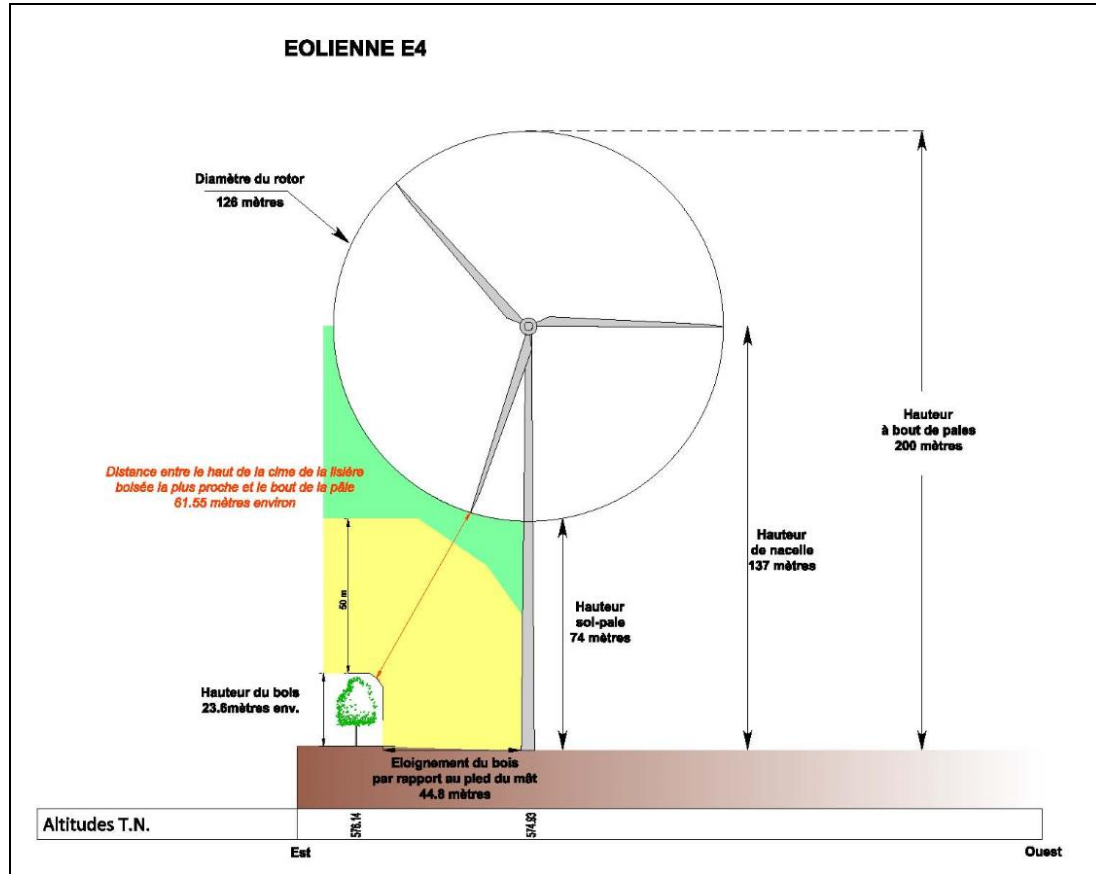 EOLIENNE E4
Diamètre du rotor
126 mètres
Hauteur
à bout de pales
200 mètres
Distance entre le haut de la cime de la lisière
boisée la plus proche et le bout de la pâle
61.55 mètres environ
Hauteur
de nacelle
137 mètres
50 m
Hauteur
sol-pale
74 mètres
Hauteur du bois
23.6mètres env.
Eloignement du bois
par rapport au pied du mât
44.8 mètres
Altitudes T.N.
576.14
574.93
Est
Ouest